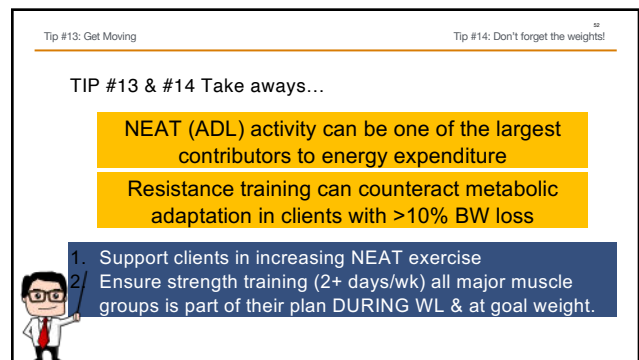 52
Tip #13: Get Moving
Tip #14: Don't forget the weights!
TIP #13 & #14 Take aways…
NEAT (ADL) activity can be one of the largest
contributors to energy expenditure
Resistance training can counteract metabolic
adaptation in clients with >10% BW loss
1. Support clients in increasing NEAT exercise
2. Ensure strength training (2+ days/wk) all major muscle
groups is part of their plan DURING WL & at goal weight.